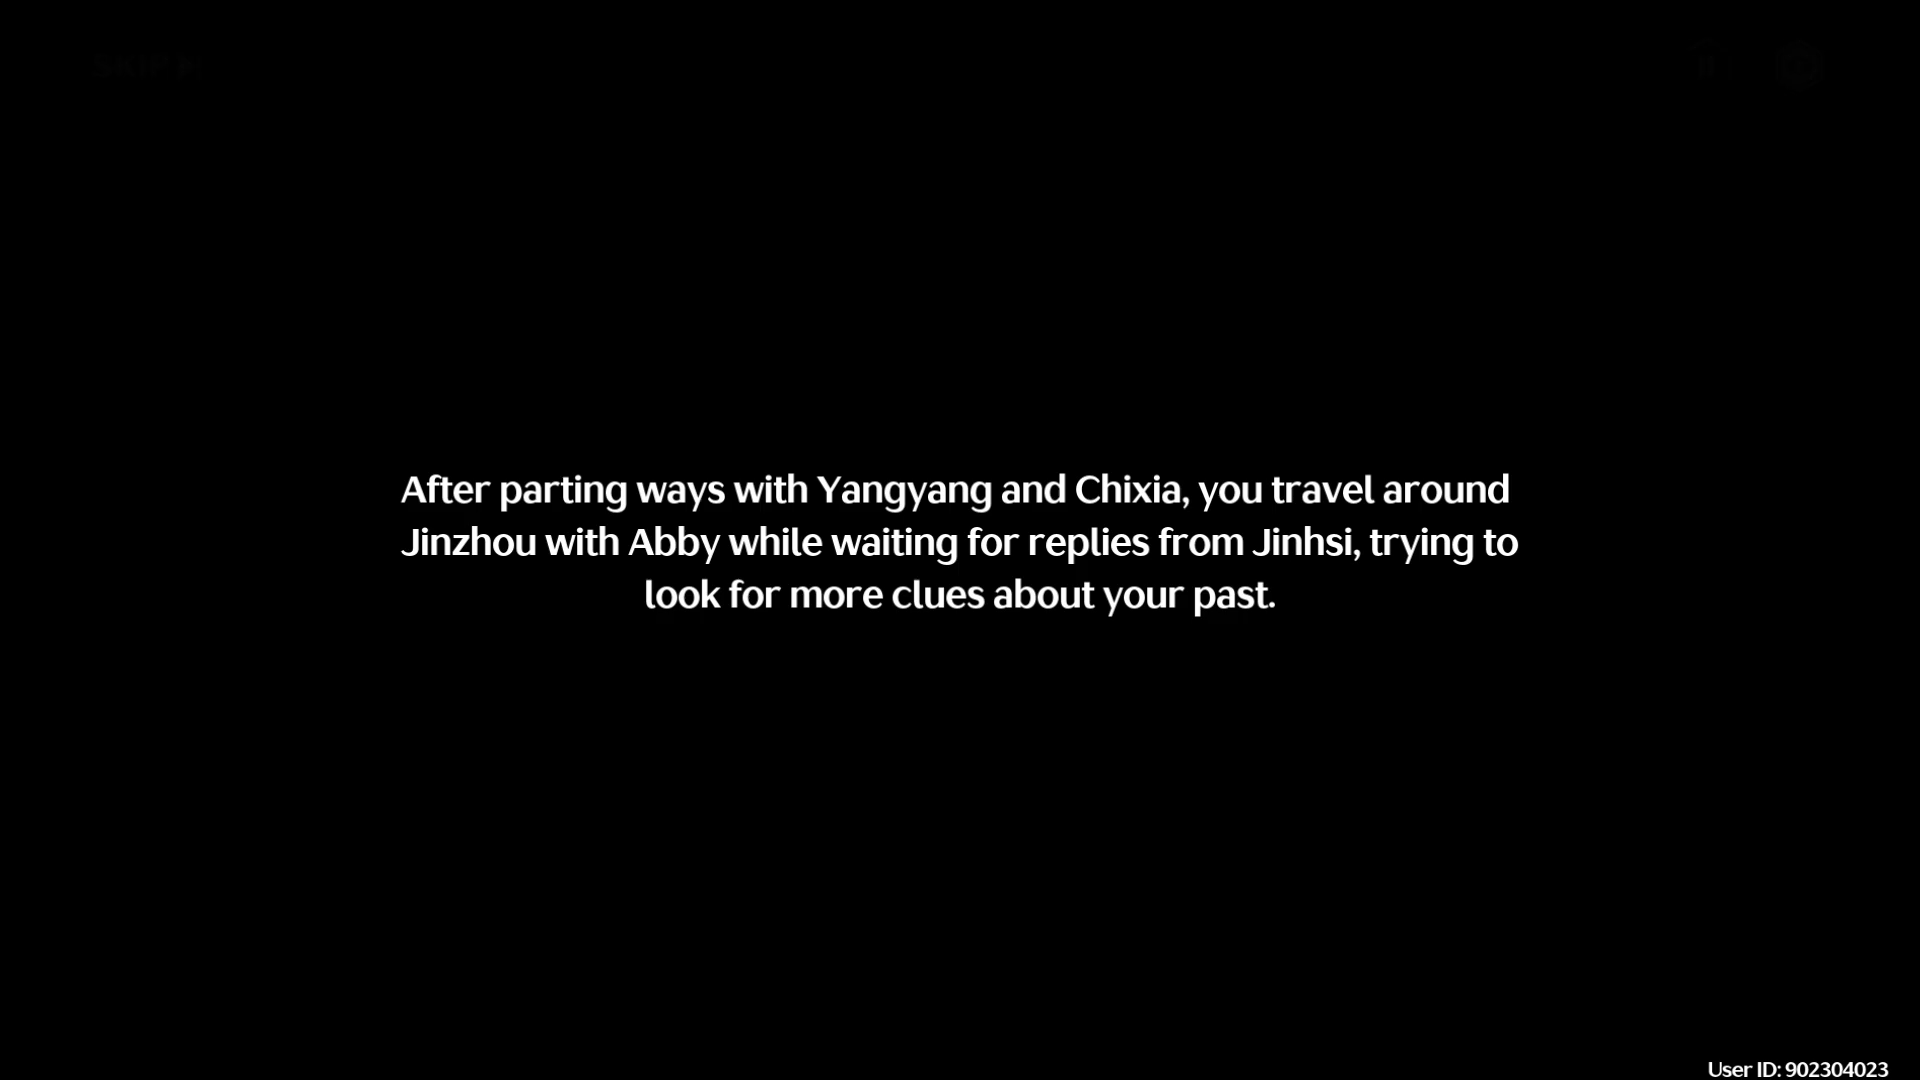 SKIP
After parting ways with Yangyang and Chixia, you travel around
Jinzhou with Abby while waiting for replies from Jinhsi, trying to
look for more clues about your past.
User ID: 902304023